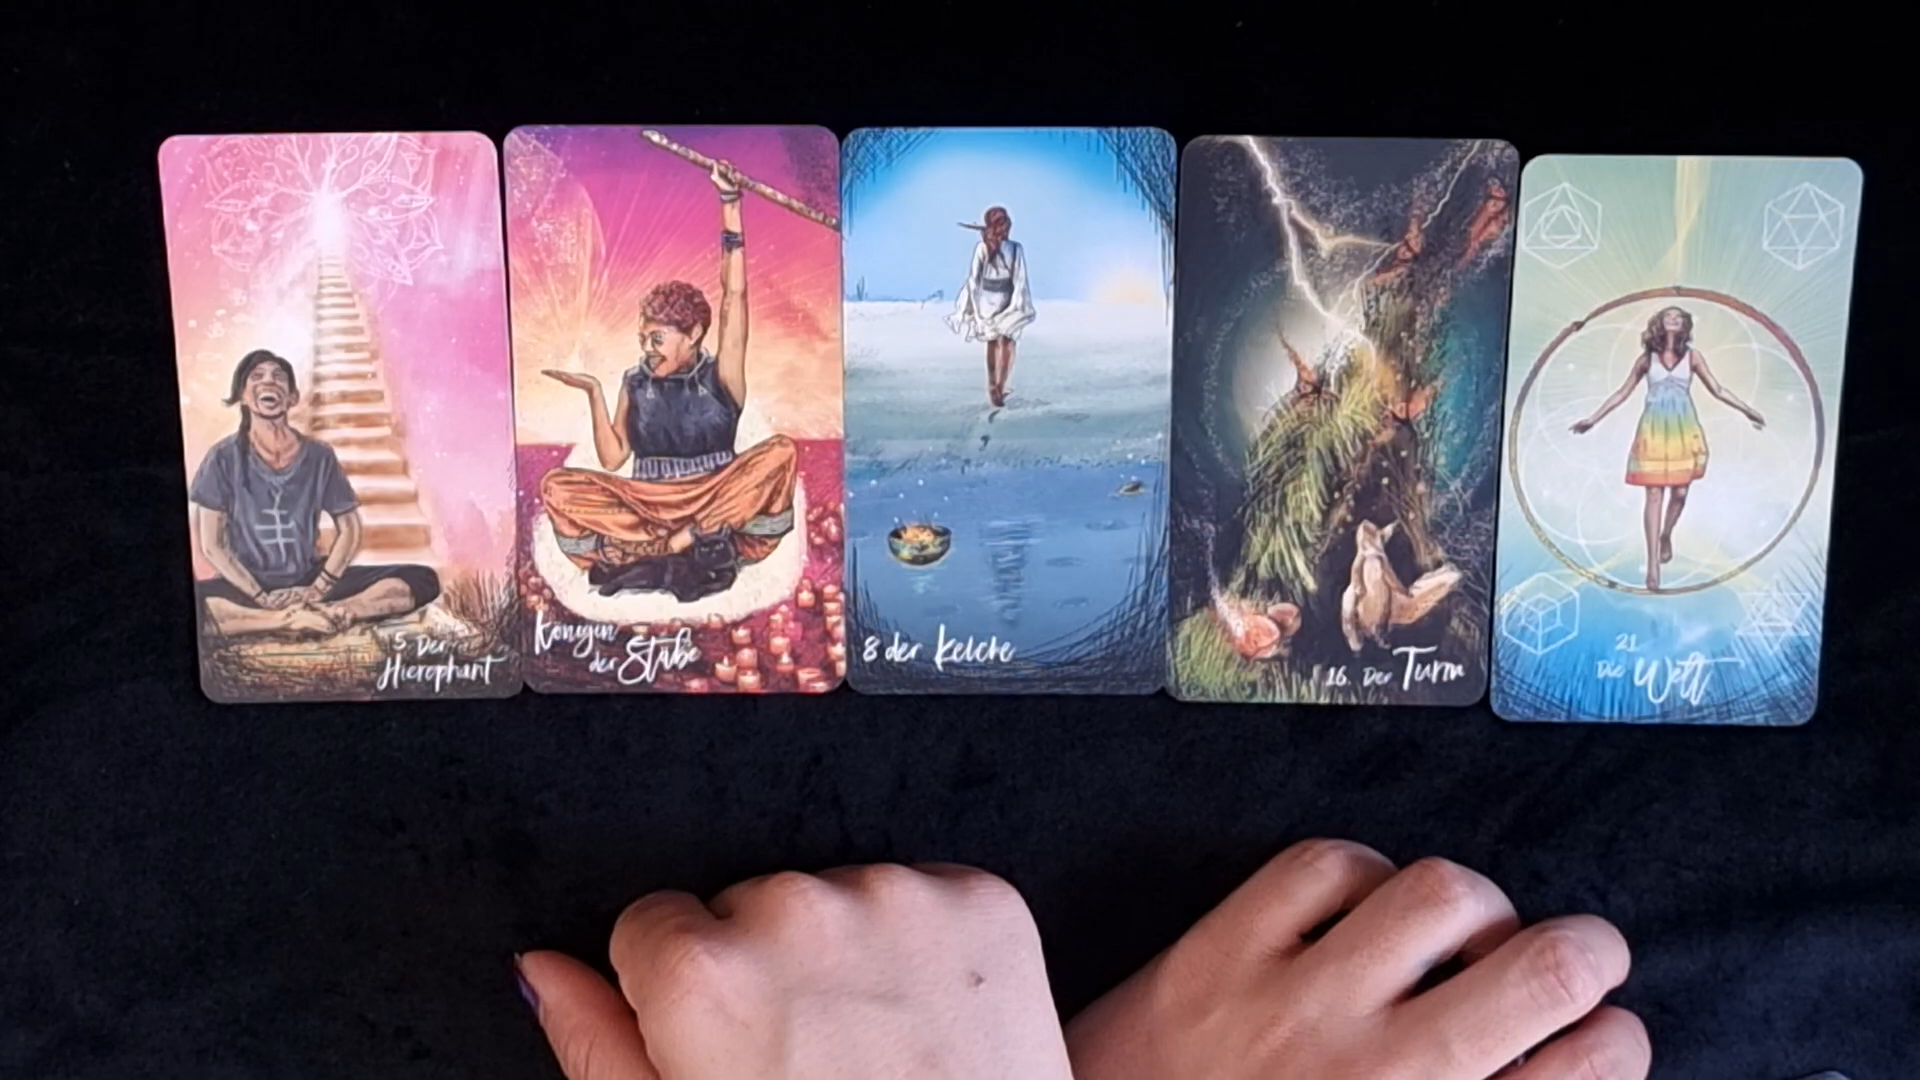 5. Der
Hierophant
Königin
der Stäbe
8 der Kelche
16. Der Turm
21
Die Welt